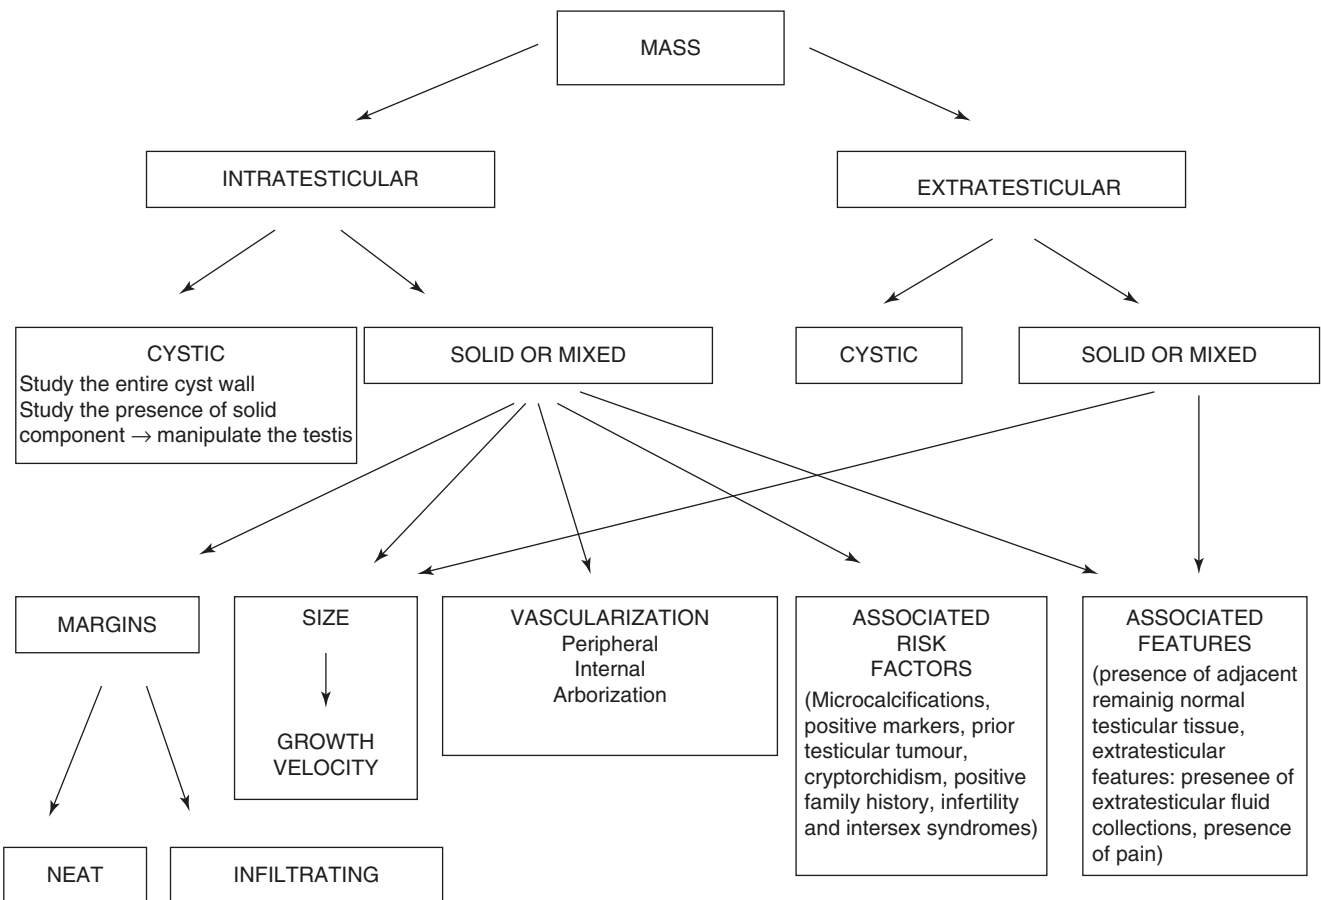 MASS
INTRATESTICULAR
EXTRATESTICULAR
CYSTIC
Study the entire cyst wall
Study the presence of solid
component → manipulate the testis
SOLID OR MIXED
CYSTIC
SOLID OR MIXED
MARGINS
SIZE
GROWTH
VELOCITY
VASCULARIZATION
Peripheral
Internal
Arborization
ASSOCIATED
RISK
FACTORS
(Microcalcifications,
positive markers, prior
testicular tumour,
cryptorchidism, positive
family history, infertility
and intersex syndromes)
ASSOCIATED
FEATURES
(presence of adjacent
remainig normal
testicular tissue,
extratesticular
features: presenee of
extratesticular fluid
collections, presence
of pain)
NEAT
INFILTRATING